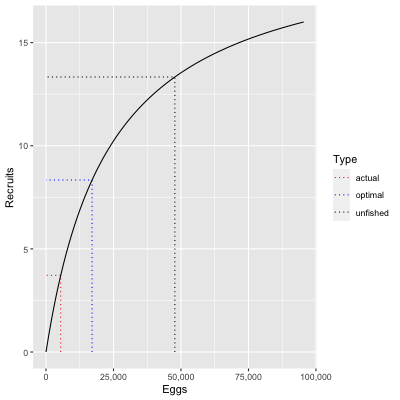 15
10
5
0
Recruits
0
25,000
50,000
75,000
100,000
Eggs
Type
actual
optimal
unfished